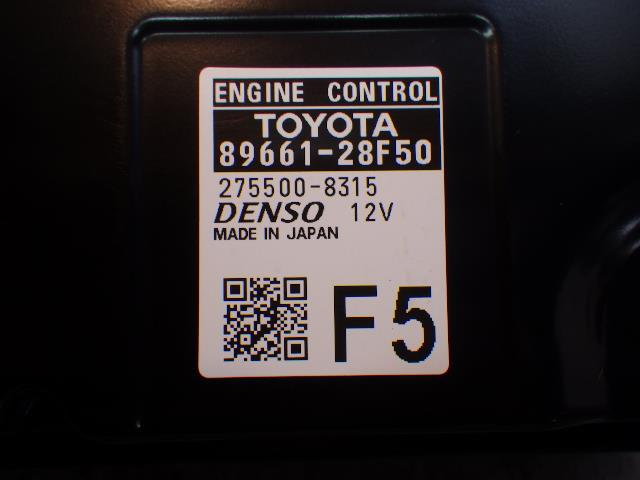 ENGINE CONTROL
TOYOTA
89661-28F50
275500-8315
DENSO 12V
MADE IN JAPAN
F5